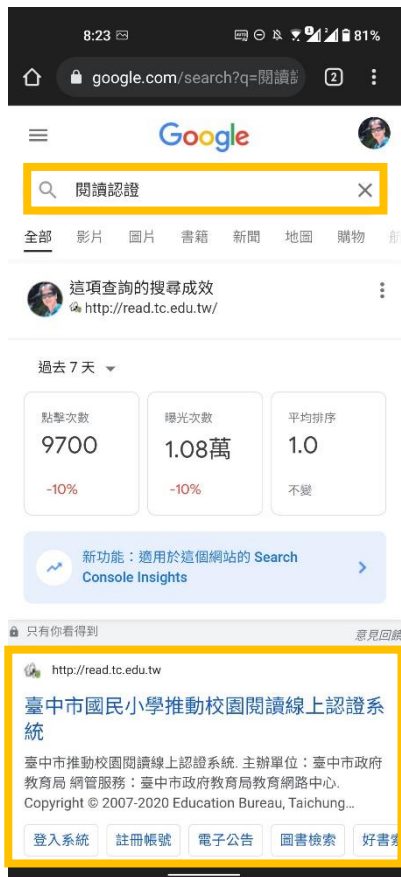 8:23 81%
google.com/search?q=閱讀 2
Google
閱讀認證
全部 影片 圖片 書籍 新聞 地圖 購物
這項查詢的搜尋成效
http://read.tc.edu.tw/
過去 7 天
點擊次數 曝光次數 平均排序
9700 1.08萬 1.0
-10% -10% 不變
新功能：適用於這個網站的 Search
Console Insights
只有你看得到 意見回饋
http://read.tc.edu.tw
臺中市國民小學推動校園閱讀線上認證系
統
臺中市推動校園閱讀線上認證系統. 主辦單位：臺中市政府
教育局 網管服務：臺中市政府教育局教育網路中心.
Copyright © 2007-2020 Education Bureau, Taichung...
登入系統 註冊帳號 電子公告 圖書檢索 好書